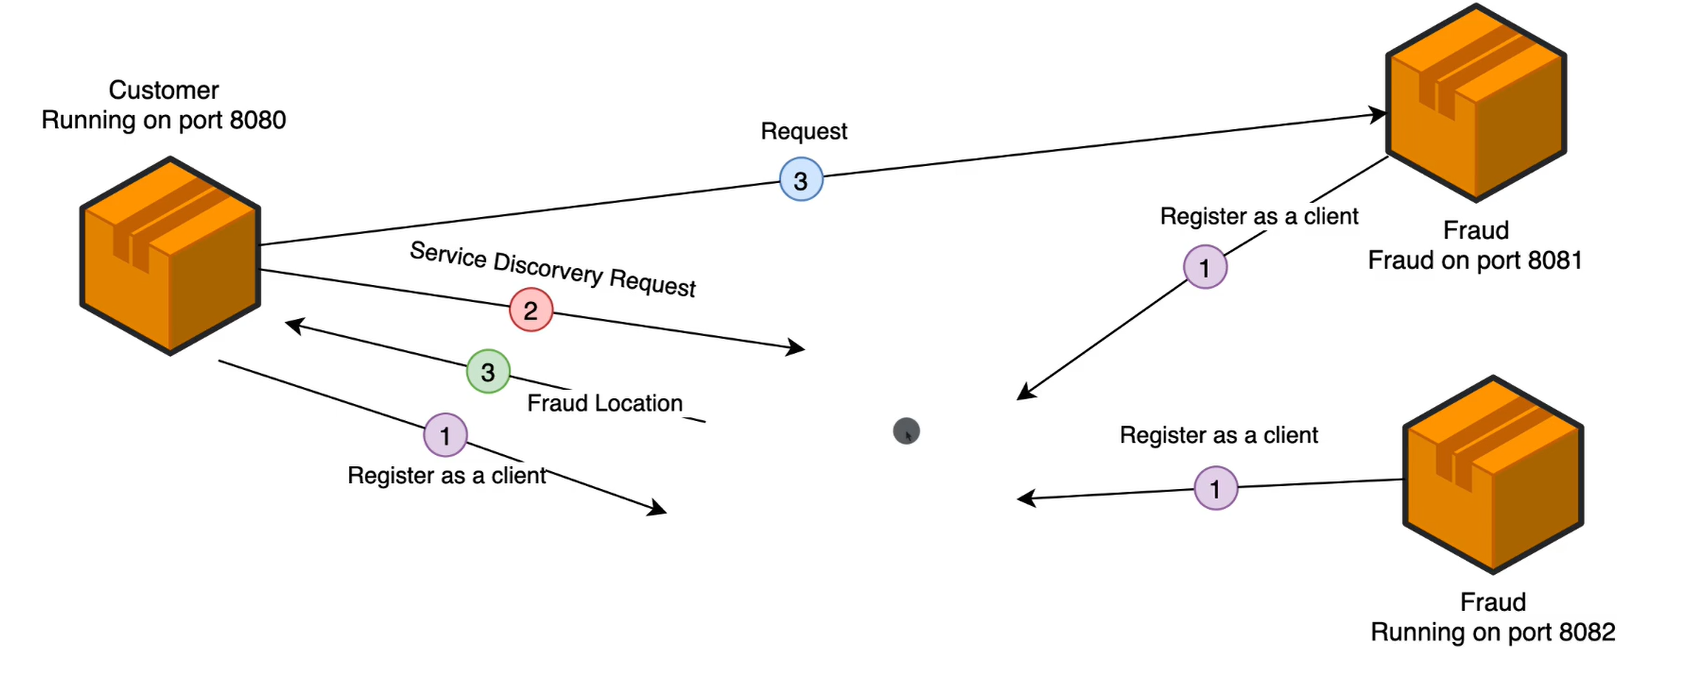 Customer
Running on port 8080
Request
3
Service Discorvery Request
2
3
Fraud Location
1
Register as a client
Register as a client
1
Fraud
Fraud on port 8081
Register as a client
1
Fraud
Running on port 8082